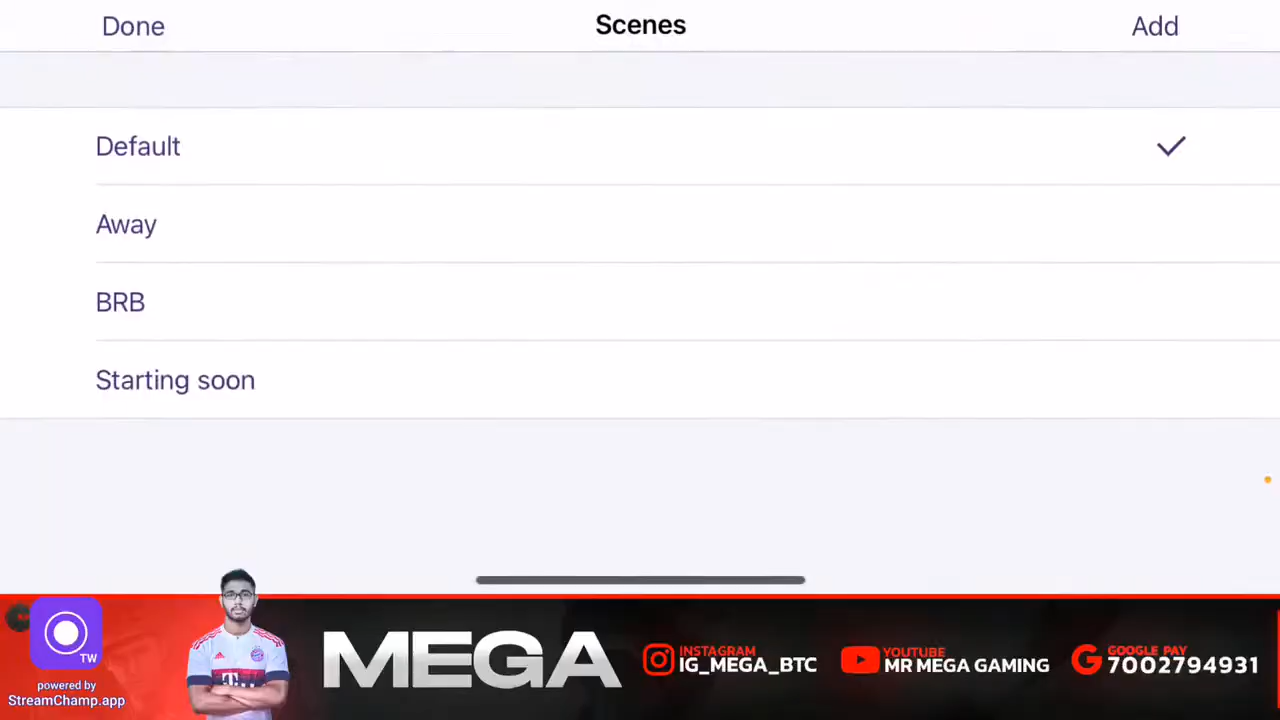 Done
Scenes
Add
Default
Away
BRB
Starting soon
TW
powered by
StreamChamp.app
MEGA
INSTAGRAM
IG_MEGA_BTC
YOUTUBE
MR MEGA GAMING
GOOGLE PAY
7002794931